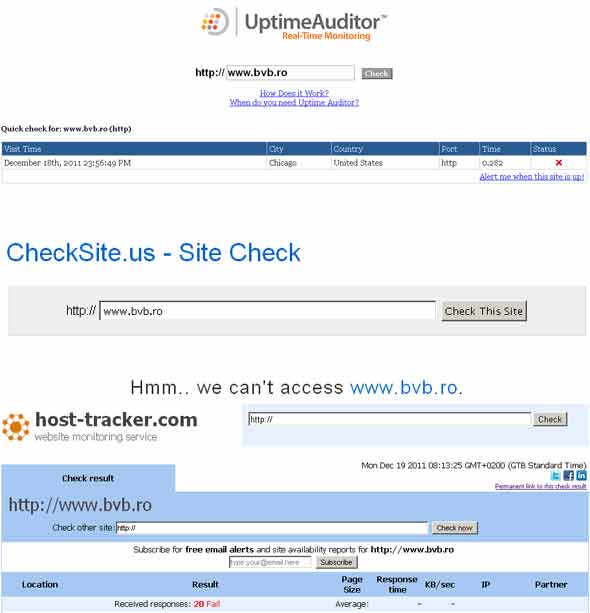 UptimeAuditor™
Real-Time Monitoring
http:// www.bvb.ro Check
How Does it Work?
When do you need Uptime Auditor?
Quick check for: www.bvb.ro (http)
Visit Time City Country Port Time Status
December 18th, 2011 23:56:49 PM Chicago United States http 0.282
Alert me when this site is up!
CheckSite.us - Site Check
http:// www.bvb.ro Check This Site
Hmm.. we can't access www.bvb.ro.
host-tracker.com
website monitoring service
http:// Check
Mon Dec 19 2011 08:13:25 GMT+0200 (GTB Standard Time)
Check result
Permanent link to this check result
http://www.bvb.ro
Check other site: http:// Check now
Subscribe for free email alerts and site availability reports for http://www.bvb.ro
type your@email here Subscribe
Location Result Page Size Response time KB/sec IP Partner
Received responses: 20 Fail Average: - -